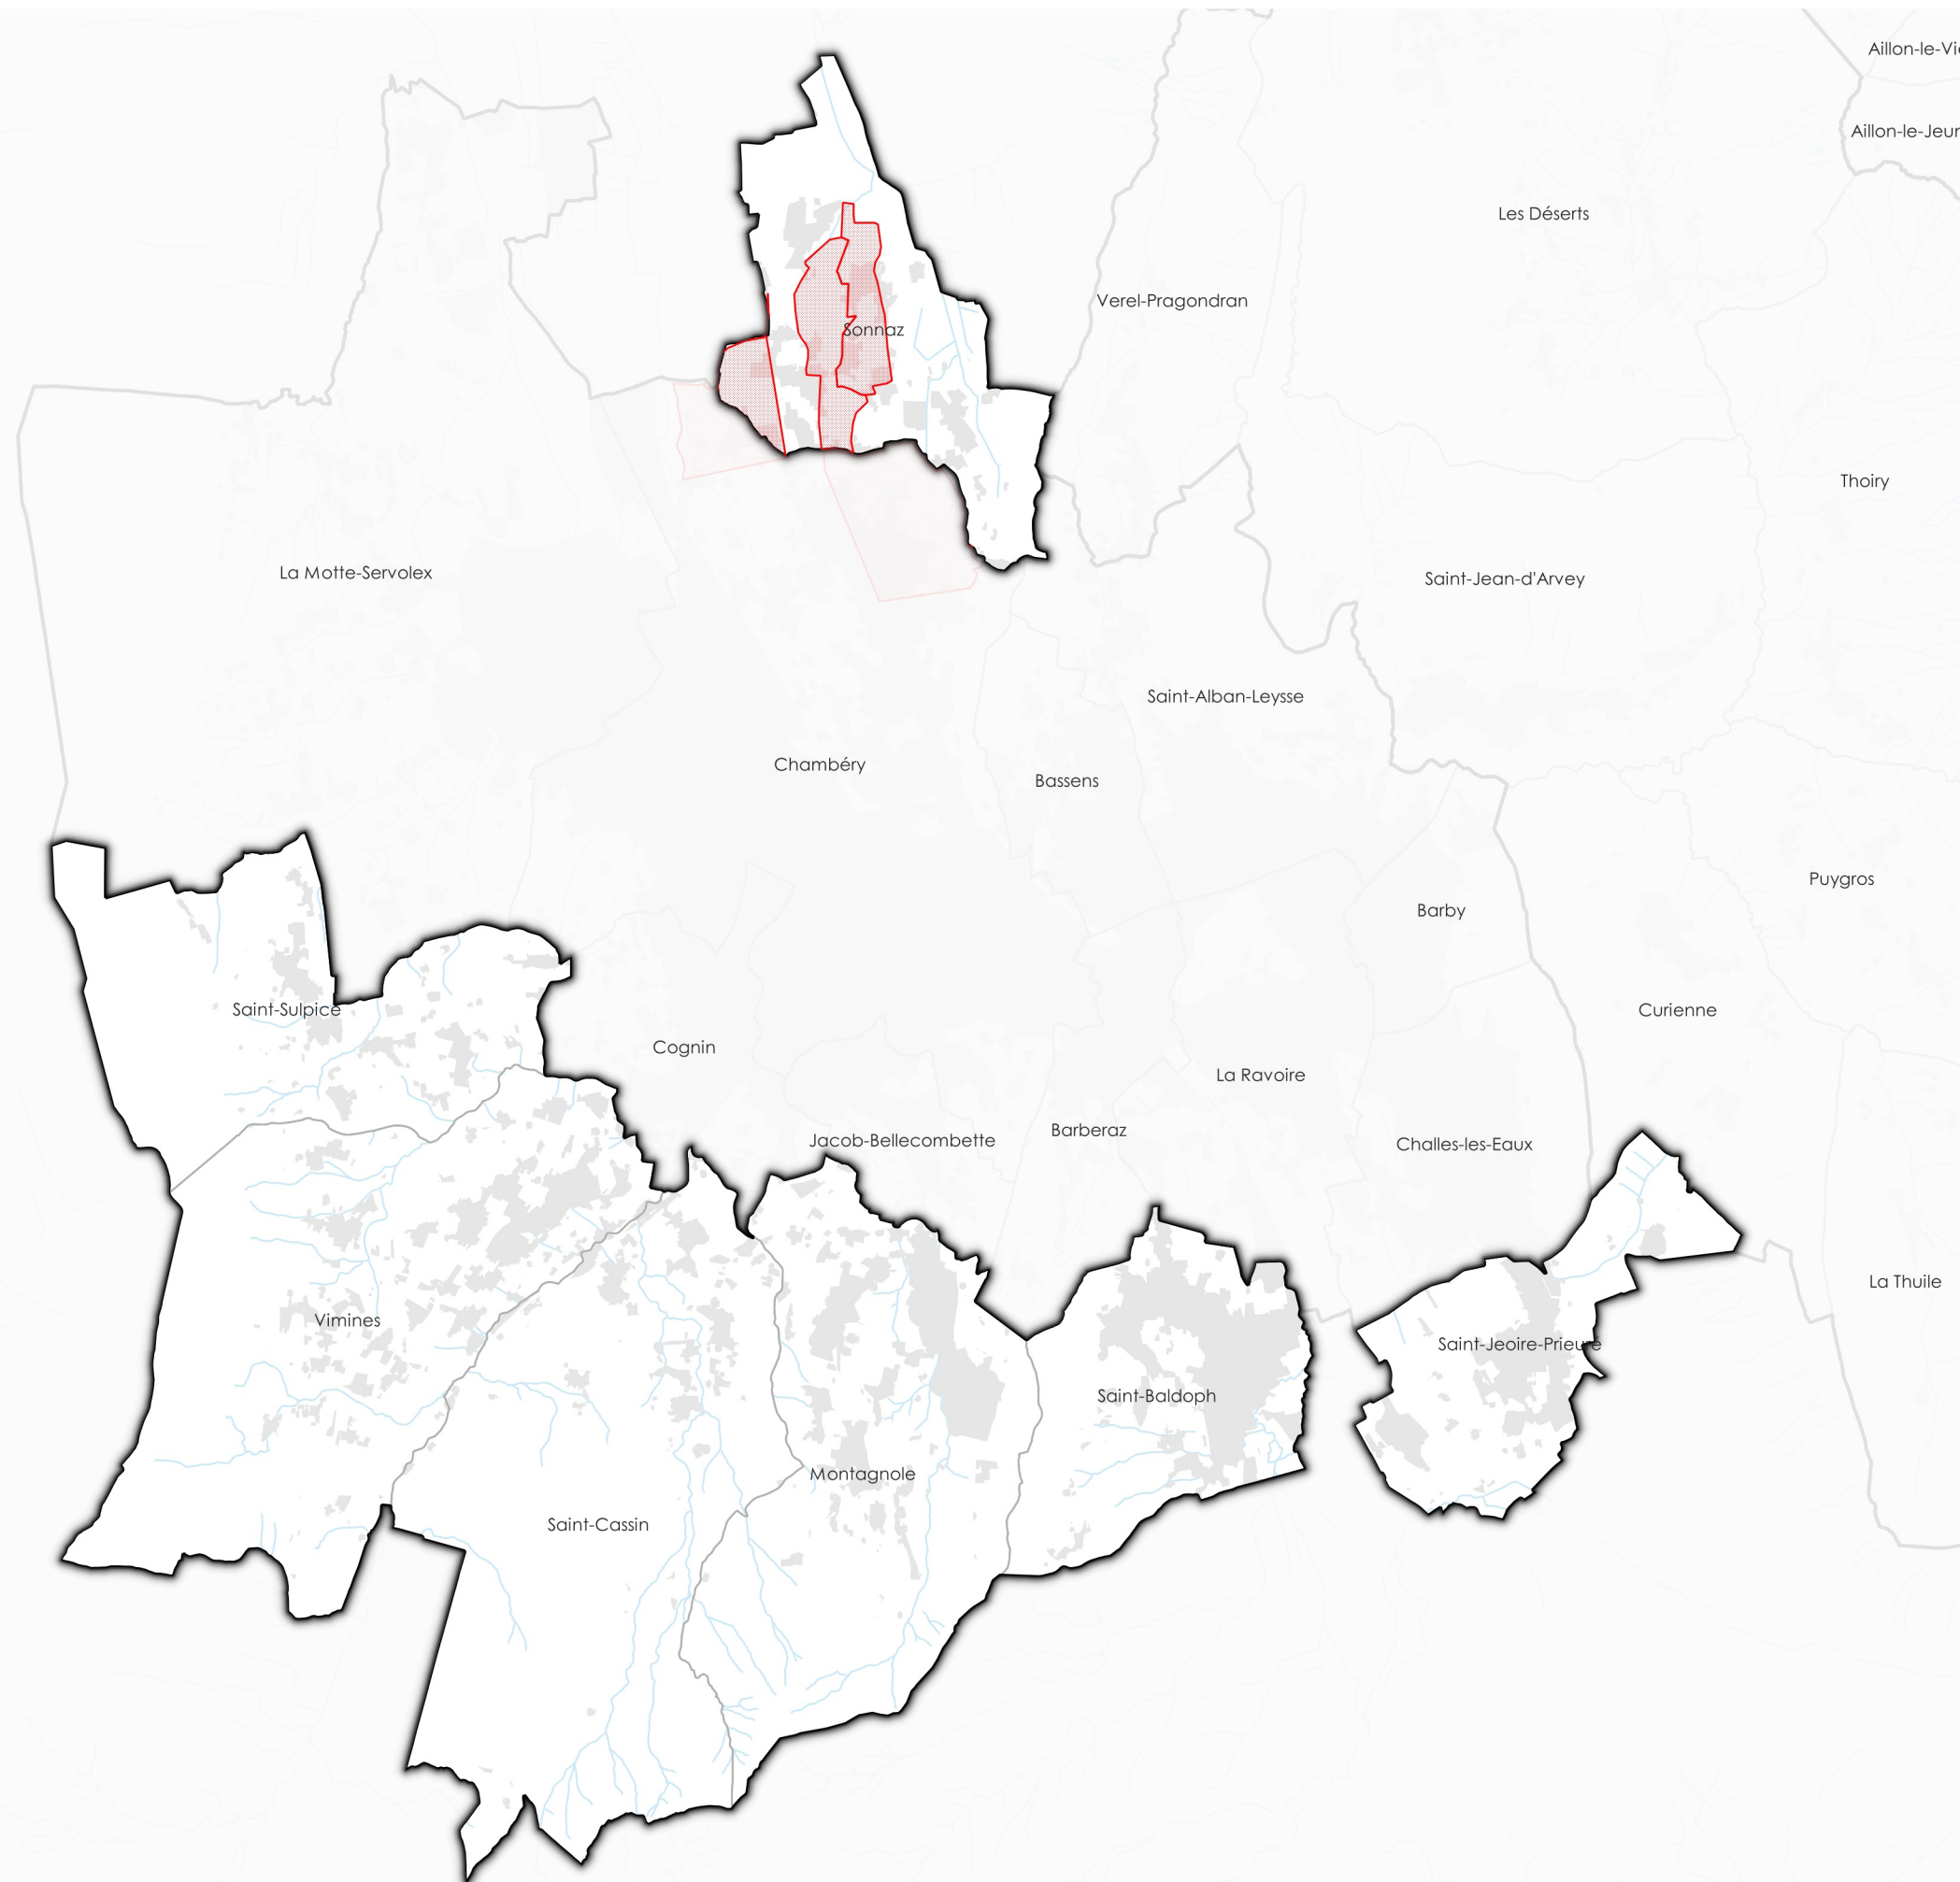 Aillon-le-Vi
Aillon-le-Jeu
Les Déserts
Verel-Pragondran
Sonnaz
Thoiry
La Motte-Servolex
Saint-Jean-d'Arvey
Saint-Alban-Leysse
Chambéry
Bassens
Puygros
Barby
Saint-Sulpice
Curienne
Cognin
La Ravoire
Barberaz
Jacob-Bellecombette
Challes-les-Eaux
La Thuile
Vimines
Saint-Jeoire-Prieuré
Saint-Baldoph
Montagnole
Saint-Cassin